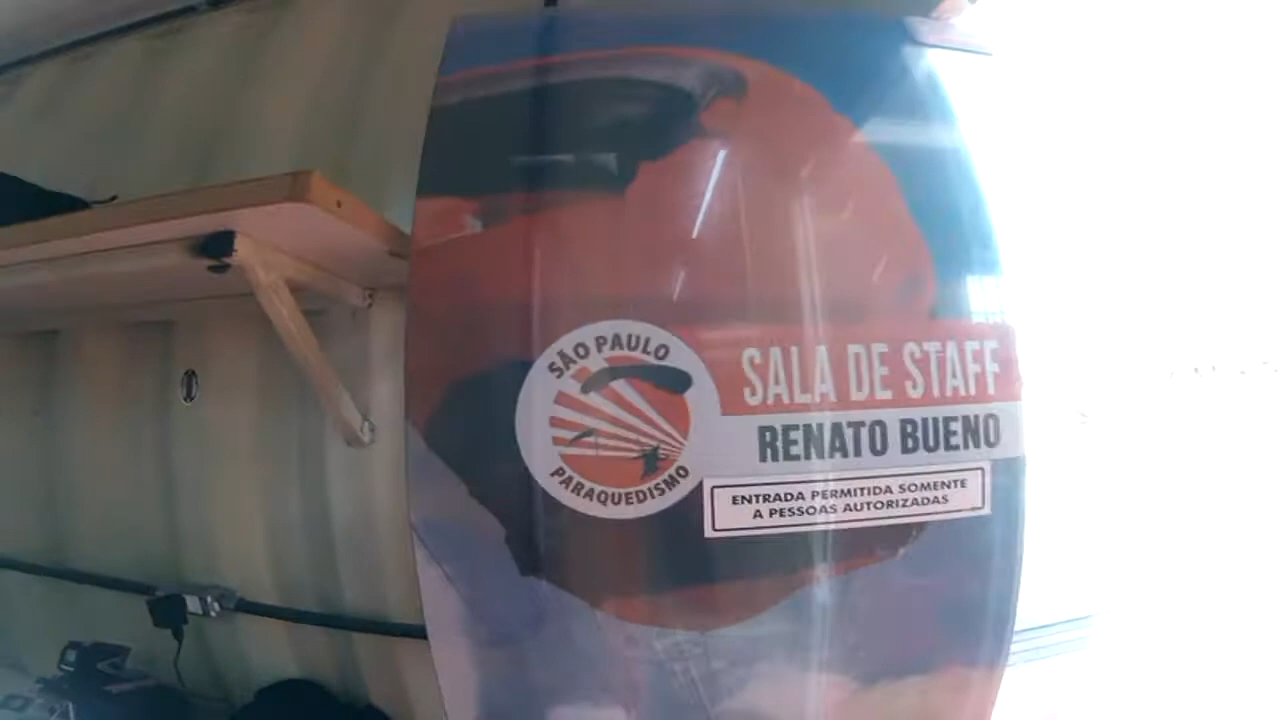 SÃO PAULO
PARAQUEDISMO
SALA DE STAFF
RENATO BUENO
ENTRADA PERMITIDA SOMENTE
A PESSOAS AUTORIZADAS